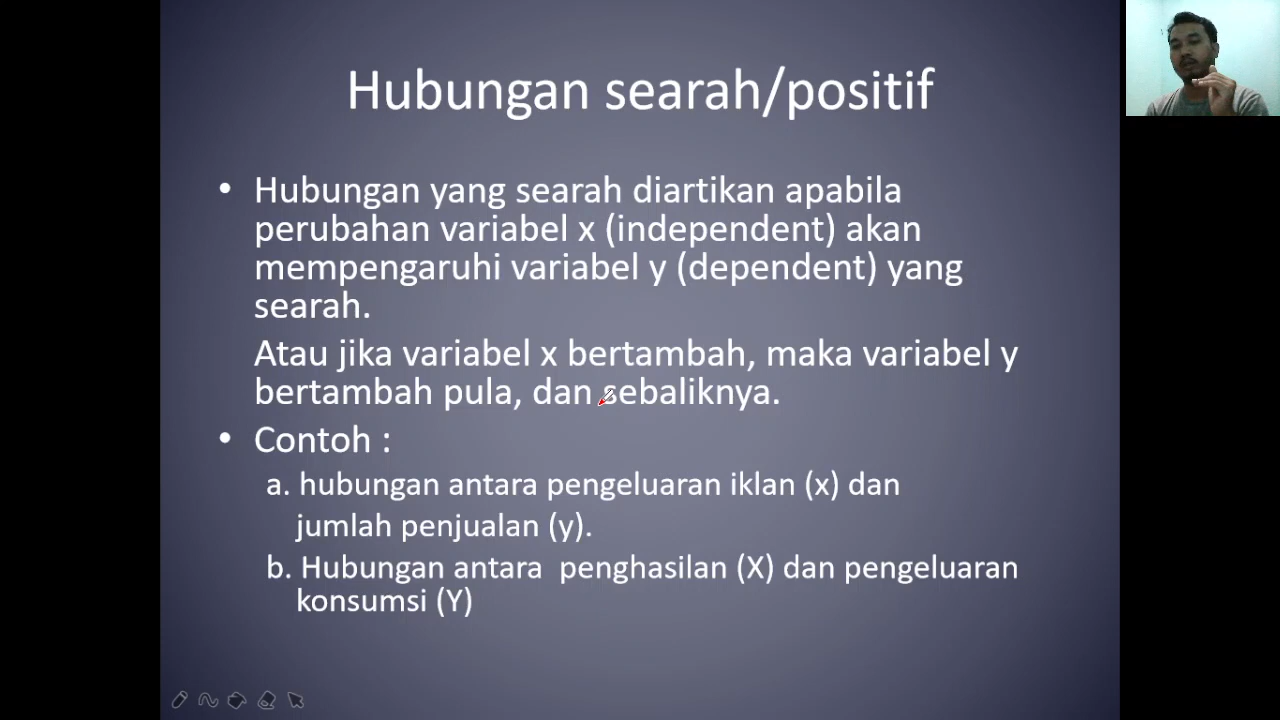 Hubungan searah/positif
• Hubungan yang searah diartikan apabila
perubahan variabel x (independent) akan
mempengaruhi variabel y (dependent) yang
searah.
Atau jika variabel x bertambah, maka variabel y
bertambah pula, dan sebaliknya.
• Contoh :
a. hubungan antara pengeluaran iklan (x) dan
jumlah penjualan (y).
b. Hubungan antara penghasilan (X) dan pengeluaran
konsumsi (Y)